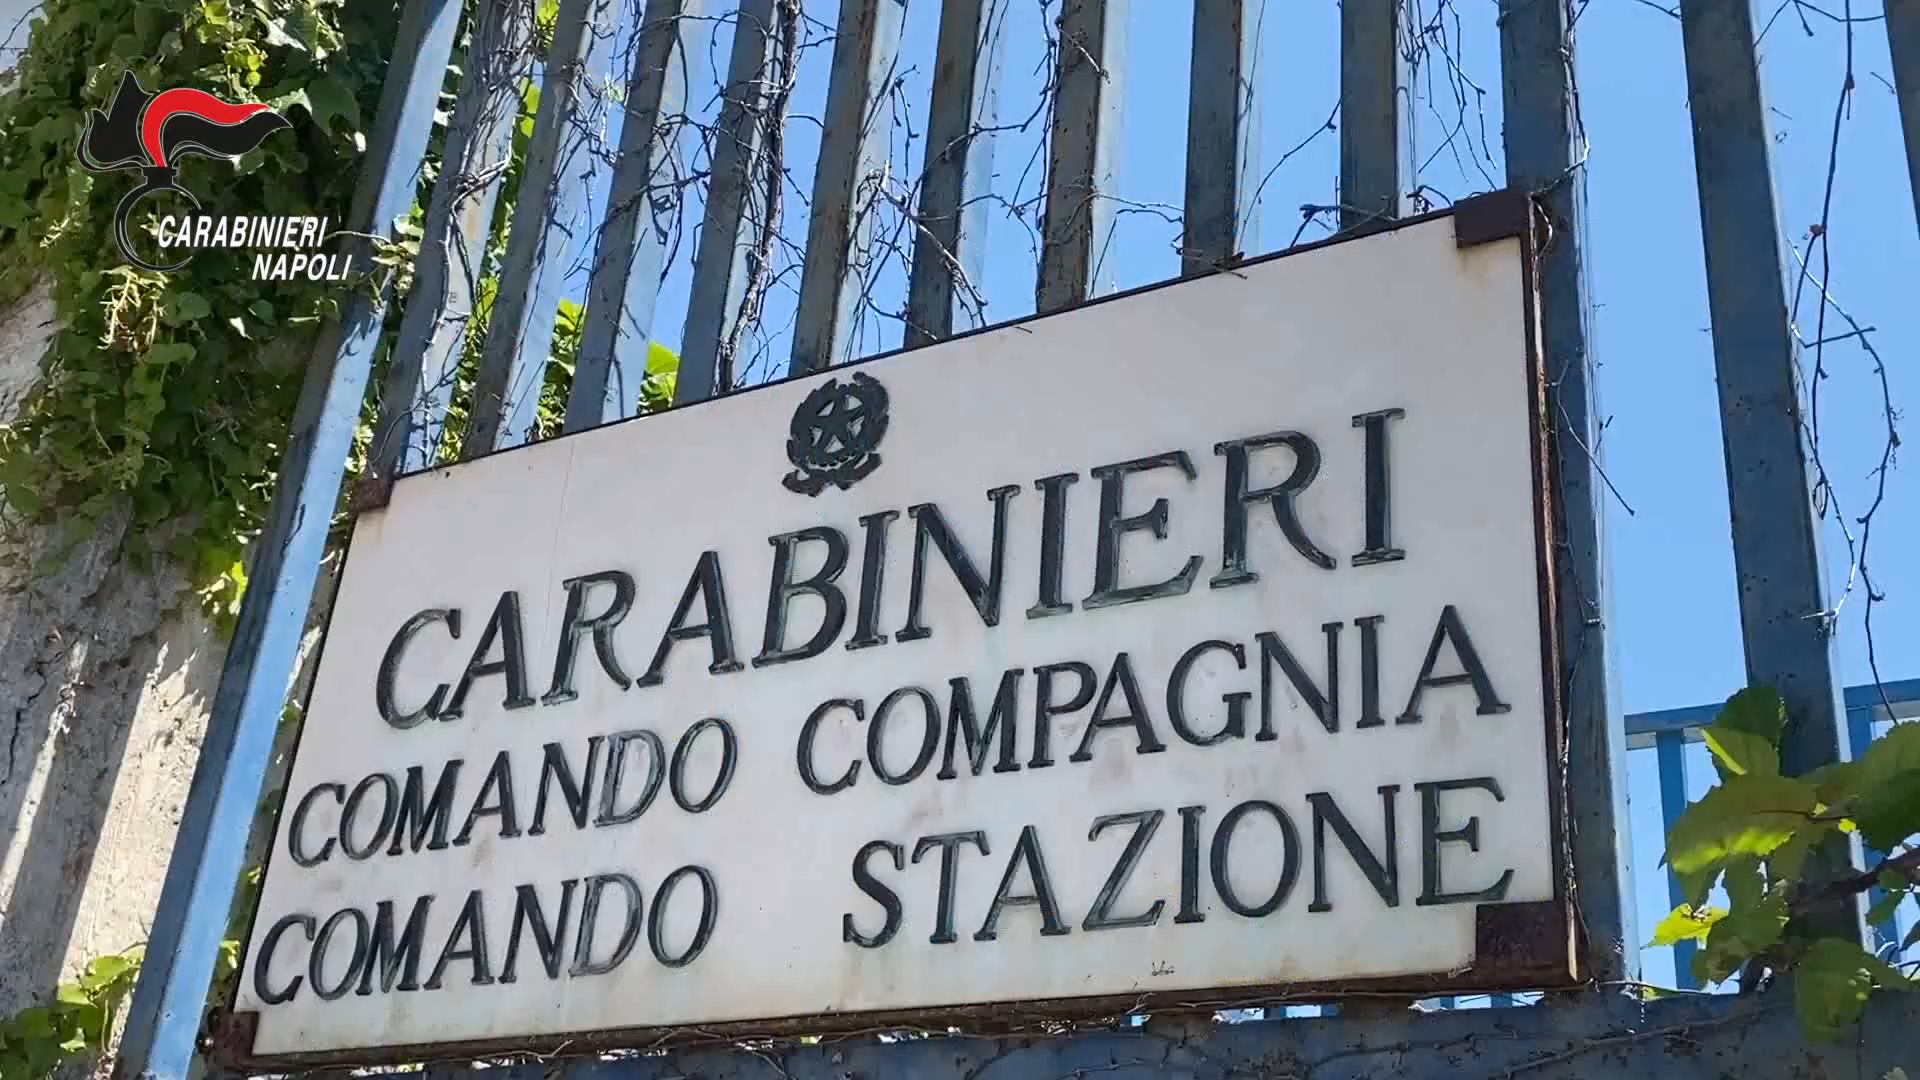 CARABINIERI
NAPOLI
CARABINIERI
COMANDO COMPAGNIA
COMANDO STAZIONE